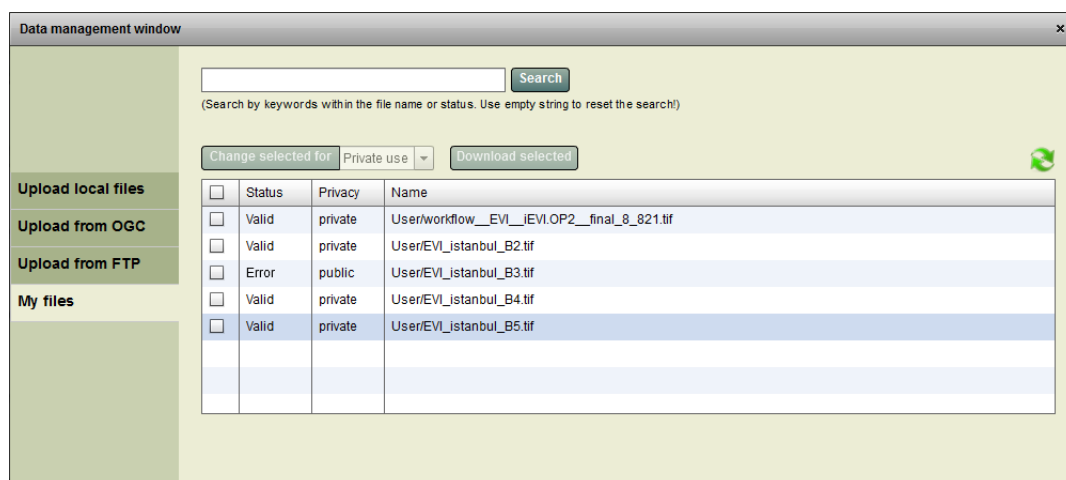 Data management window
Search
(Search by keywords within the file name or status. Use empty string to reset the search!)
Change selected for Private use Download selected
Upload local files
Upload from OGC
Upload from FTP
My files
Status Privacy Name
Valid private User/workflow__EVI__iEVI.OP2__final_8_821.tif
Valid private User/EVI_istanbul_B2.tif
Error public User/EVI_istanbul_B3.tif
Valid private User/EVI_istanbul_B4.tif
Valid private User/EVI_istanbul_B5.tif